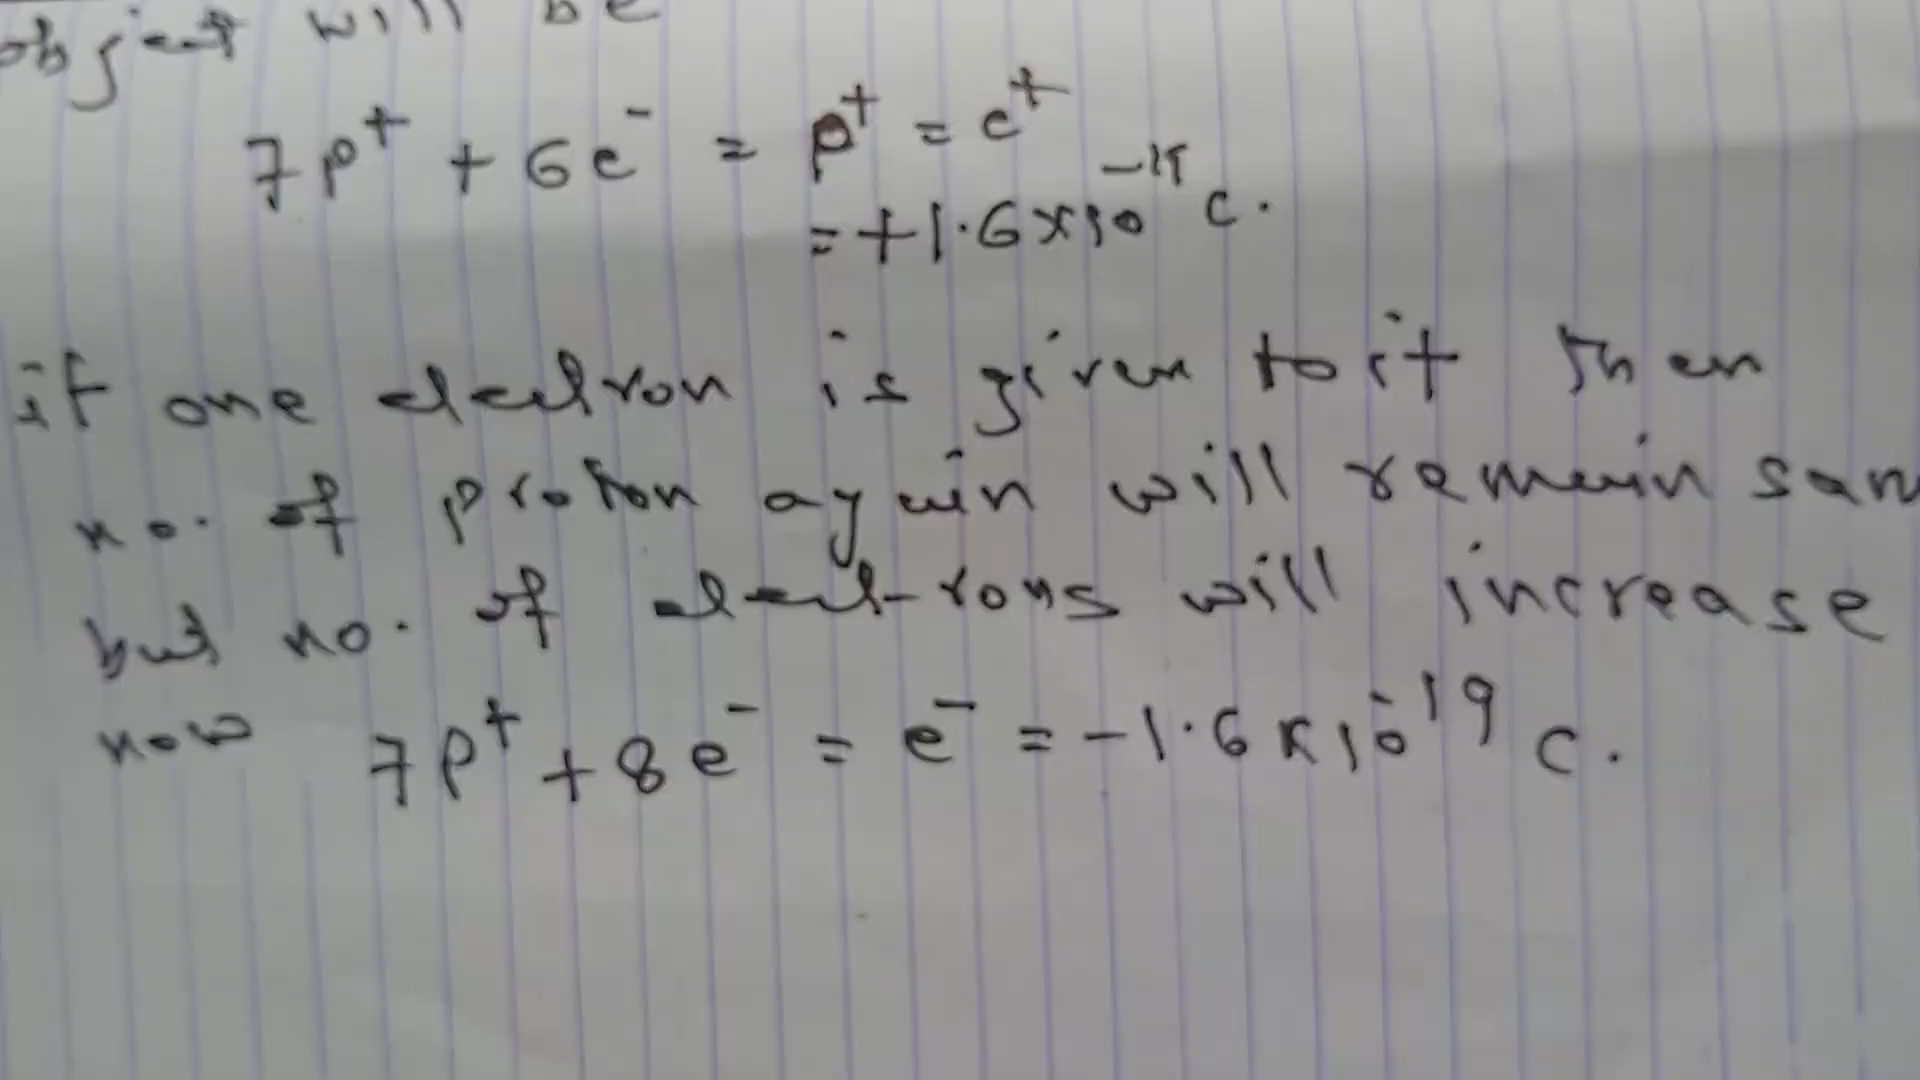 object will be
7p⁺ + 6e⁻ = p⁺ = e⁺
= +1.6×10⁻¹⁹ C.
if one electron is given to it then
no. of proton again will remain sam
but no. of electrons will increase
now 7p⁺ + 8e⁻ = e⁻ = -1.6×10⁻¹⁹ C.